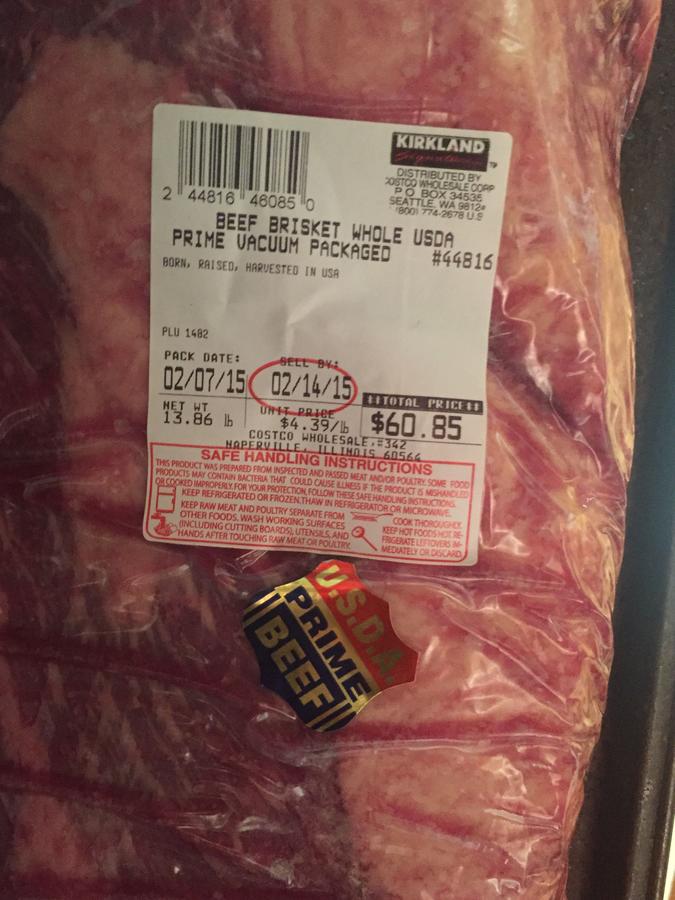 2 44816 46085 0
KIRKLAND
Signature
DISTRIBUTED BY
COSTCO WHOLESALE CORP
P O BOX 34535
SEATTLE, WA
(800) 774-2678 U.S
BEEF BRISKET WHOLE USDA
PRIME VACUUM PACKAGED #44816
BORN, RAISED, HARVESTED IN USA
PLU 1482
PACK DATE: SELL BY:
02/07/15 02/14/15
NET WT UNIT PRICE TOTAL PRICE
13.86 lb $4.39/lb $60.85
COSTCO WHOLESALE #342
NAPERVILLE, ILLINOIS 60564
SAFE HANDLING INSTRUCTIONS
THIS PRODUCT WAS PREPARED FROM INSPECTED AND PASSED MEAT AND/OR POULTRY. SOME FOOD
PRODUCTS MAY CONTAIN BACTERIA THAT COULD CAUSE ILLNESS IF THE PRODUCT IS MISHANDLED
OR COOKED IMPROPERLY. FOR YOUR PROTECTION, FOLLOW THESE SAFE HANDLING INSTRUCTIONS.
KEEP REFRIGERATED OR FROZEN. THAW IN REFRIGERATOR OR MICROWAVE.
KEEP RAW MEAT AND POULTRY SEPARATE FROM
OTHER FOODS. WASH WORKING SURFACES
(INCLUDING CUTTING BOARDS), UTENSILS, AND
HANDS AFTER TOUCHING RAW MEAT OR POULTRY.
COOK THOROUGHLY.
KEEP HOT FOODS HOT. RE-
FRIGERATE LEFTOVERS IM-
MEDIATELY OR DISCARD.
U.S.D.A.
PRIME
BEEF